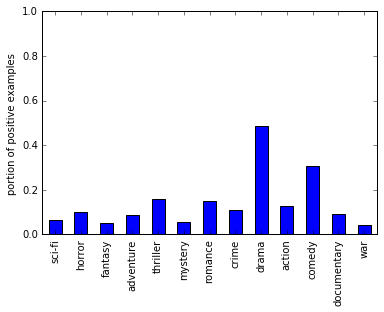 1.0
0.8
0.6
0.4
0.2
0.0
portion of positive examples
sci-fi
horror
fantasy
adventure
thriller
mystery
romance
crime
drama
action
comedy
documentary
war